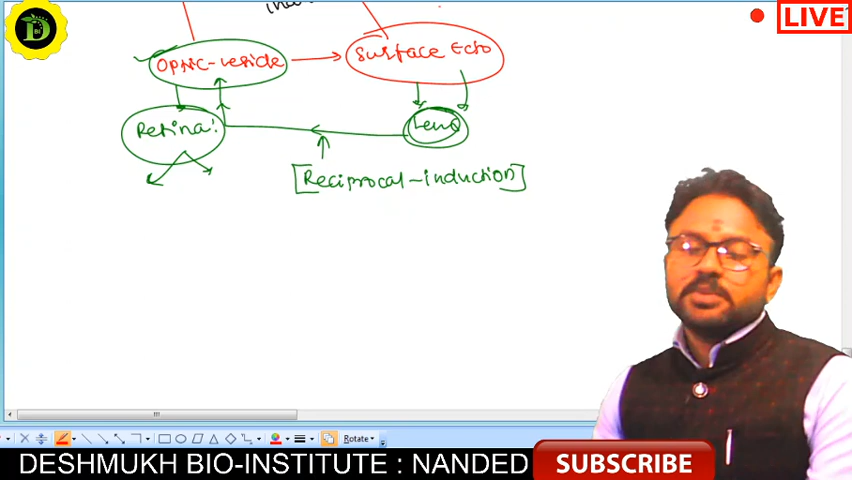 LIVE
Optic-vesicle
Surface Ecto
Retina!
Lens
[Reciprocal-induction]
D
Rotate
DESHMUKH BIO-INSTITUTE : NANDED
SUBSCRIBE